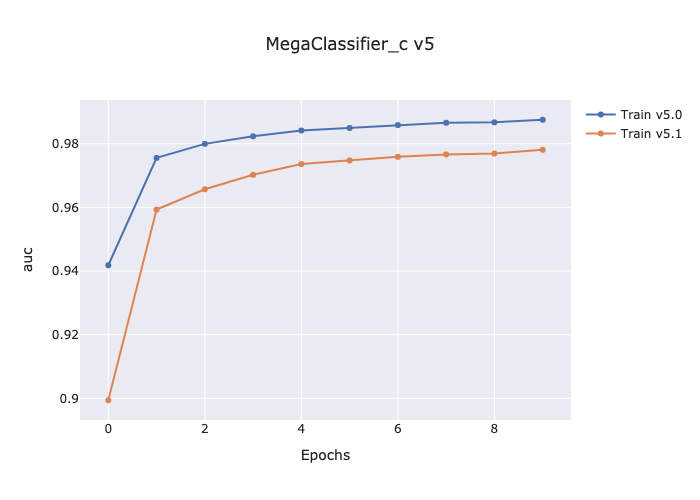 MegaClassifier_c v5
Train v5.0
Train v5.1
0.98
0.96
0.94
0.92
0.9
auc
0 2 4 6 8
Epochs